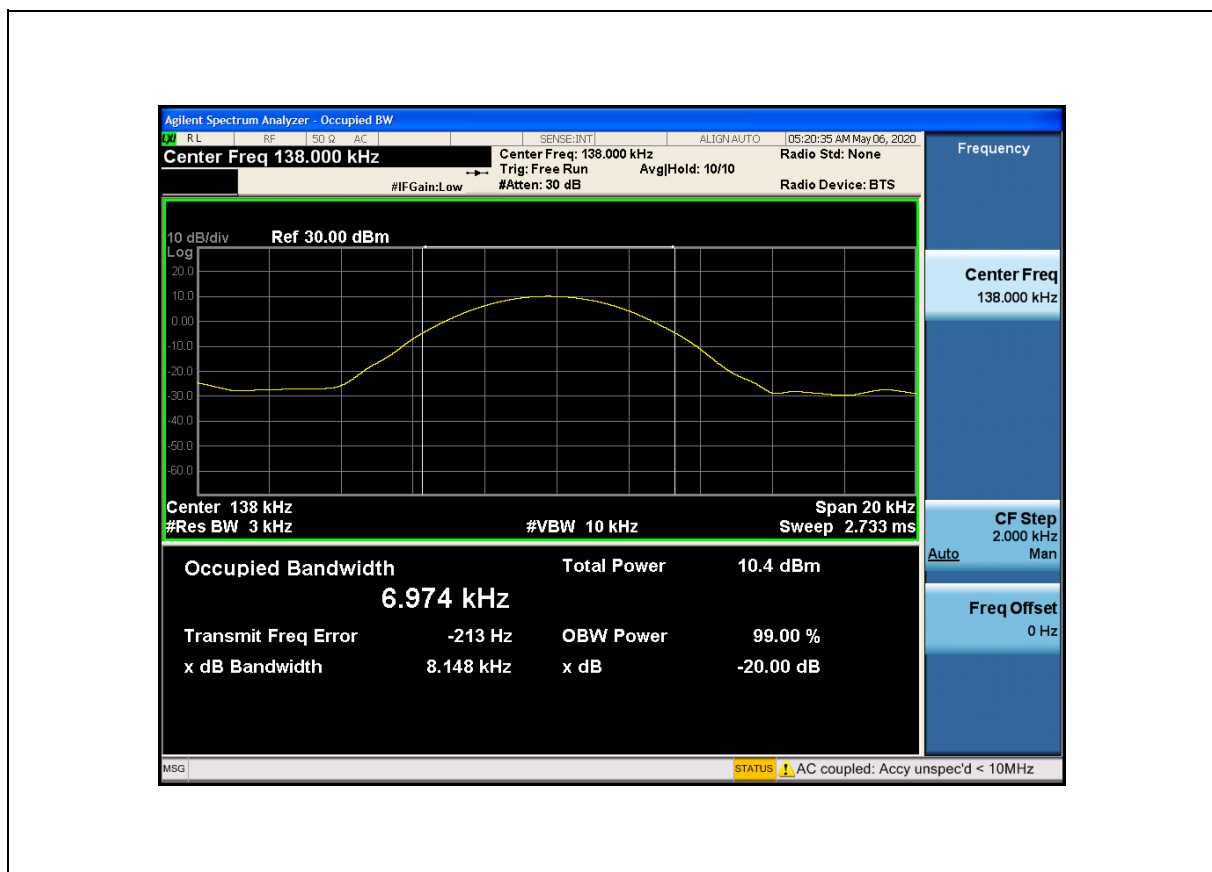 Agilent Spectrum Analyzer - Occupied BW
LXI RL RF 50 Ω AC SENSE:INT ALIGN AUTO 05:20:35 AM May 06, 2020
Center Freq 138.000 kHz
Center Freq: 138.000 kHz Radio Std: None
Trig: Free Run Avg|Hold: 10/10
#IFGain:Low #Atten: 30 dB Radio Device: BTS
10 dB/div Ref 30.00 dBm
Log
20.0
10.0
0.00
-10.0
-20.0
-30.0
-40.0
-50.0
-60.0
Center 138 kHz Span 20 kHz
#Res BW 3 kHz #VBW 10 kHz Sweep 2.733 ms
Occupied Bandwidth Total Power 10.4 dBm
6.974 kHz
Transmit Freq Error -213 Hz OBW Power 99.00 %
x dB Bandwidth 8.148 kHz x dB -20.00 dB
Frequency
Center Freq
138.000 kHz
CF Step
2.000 kHz
Auto Man
Freq Offset
0 Hz
MSG STATUS AC coupled: Accy unspec'd < 10MHz